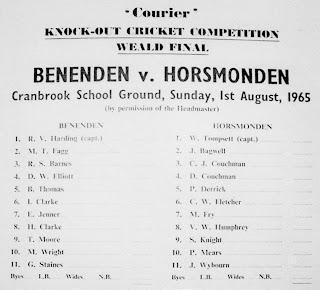 "Courier"
KNOCK-OUT CRICKET COMPETITION
WEALD FINAL
BENENDEN v. HORSMONDEN
Cranbrook School Ground, Sunday, 1st August, 1965
(by permission of the Headmaster)
BENENDEN
1. R. V. Harding (capt.)
2. M. T. Fagg
3. R. S. Barnes
4. D. W. Elliott
5. B. Thomas
6. I. Clarke
7. E. Jenner
8. H. Clarke
9. T. Moore
10. M. Wright
11. G. Staines
Byes L.B. Wides N.B.
HORSMONDEN
1. W. Tompsett (capt.)
2. J. Bagwell
3. C. J. Couchman
4. D. Couchman
5. P. Derrick
6. C. W. Fletcher
7. M. Fry
8. V. W. Humphrey
9. S. Knight
10. P. Mears
11. J. Wybourn
Byes L.B. Wides N.B.